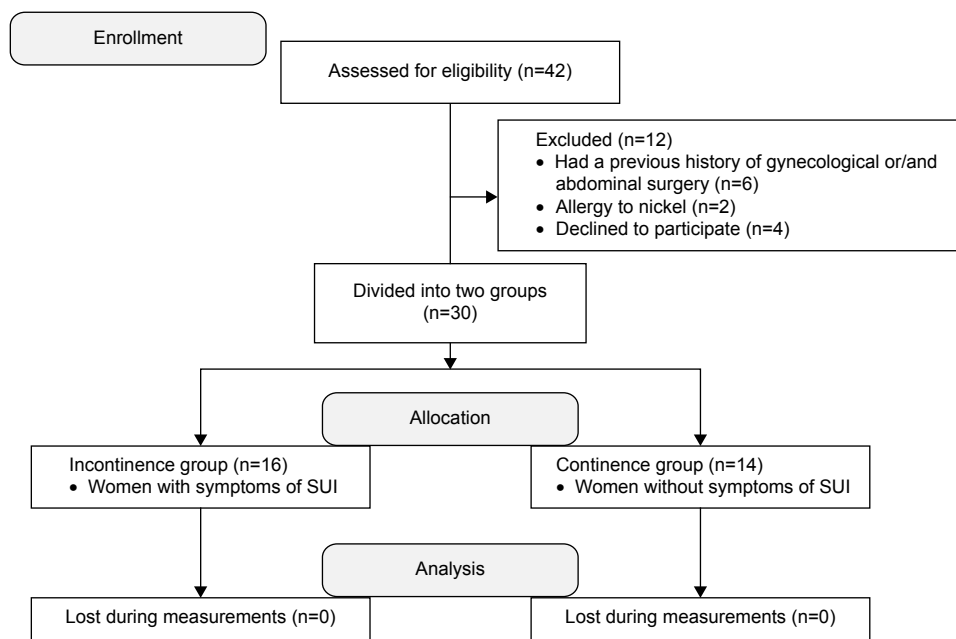 Enrollment
Assessed for eligibility (n=42)
Excluded (n=12)
• Had a previous history of gynecological or/and
abdominal surgery (n=6)
• Allergy to nickel (n=2)
• Declined to participate (n=4)
Divided into two groups
(n=30)
Allocation
Incontinence group (n=16)
• Women with symptoms of SUI
Continence group (n=14)
• Women without symptoms of SUI
Analysis
Lost during measurements (n=0)
Lost during measurements (n=0)